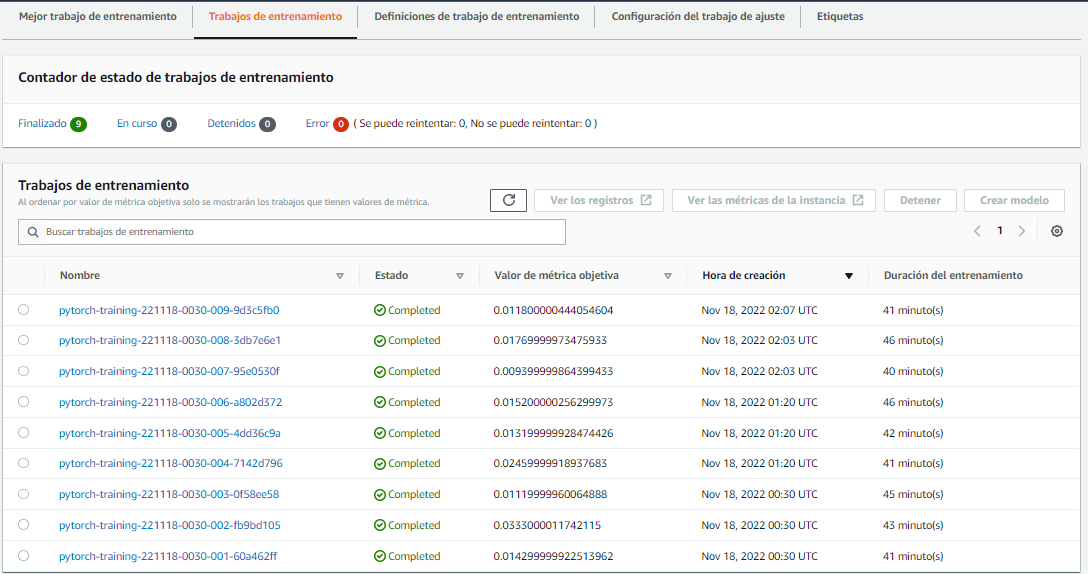 Mejor trabajo de entrenamiento Trabajos de entrenamiento Definiciones de trabajo de entrenamiento Configuración del trabajo de ajuste Etiquetas
Contador de estado de trabajos de entrenamiento
Finalizado 9 En curso 0 Detenidos 0 Error 0 ( Se puede reintentar: 0, No se puede reintentar: 0 )
Trabajos de entrenamiento
Al ordenar por valor de métrica objetiva solo se mostrarán los trabajos que tienen valores de métrica.
Ver los registros Ver las métricas de la instancia Detener Crear modelo
Buscar trabajos de entrenamiento
1
Nombre Estado Valor de métrica objetiva Hora de creación Duración del entrenamiento
pytorch-training-221118-0030-009-9d3c5fb0 Completed 0.011800000444054604 Nov 18, 2022 02:07 UTC 41 minuto(s)
pytorch-training-221118-0030-008-3db7e6e1 Completed 0.01769999973475933 Nov 18, 2022 02:03 UTC 46 minuto(s)
pytorch-training-221118-0030-007-95e0530f Completed 0.009399999864399433 Nov 18, 2022 02:03 UTC 40 minuto(s)
pytorch-training-221118-0030-006-a802d372 Completed 0.015200000256299973 Nov 18, 2022 01:20 UTC 46 minuto(s)
pytorch-training-221118-0030-005-4dd36c9a Completed 0.013199999928474426 Nov 18, 2022 01:20 UTC 42 minuto(s)
pytorch-training-221118-0030-004-7142d796 Completed 0.02459999918937683 Nov 18, 2022 01:20 UTC 41 minuto(s)
pytorch-training-221118-0030-003-0f58ee58 Completed 0.01119999960064888 Nov 18, 2022 00:30 UTC 45 minuto(s)
pytorch-training-221118-0030-002-fb9bd105 Completed 0.0333000011742115 Nov 18, 2022 00:30 UTC 43 minuto(s)
pytorch-training-221118-0030-001-60a462ff Completed 0.014299999922513962 Nov 18, 2022 00:30 UTC 41 minuto(s)